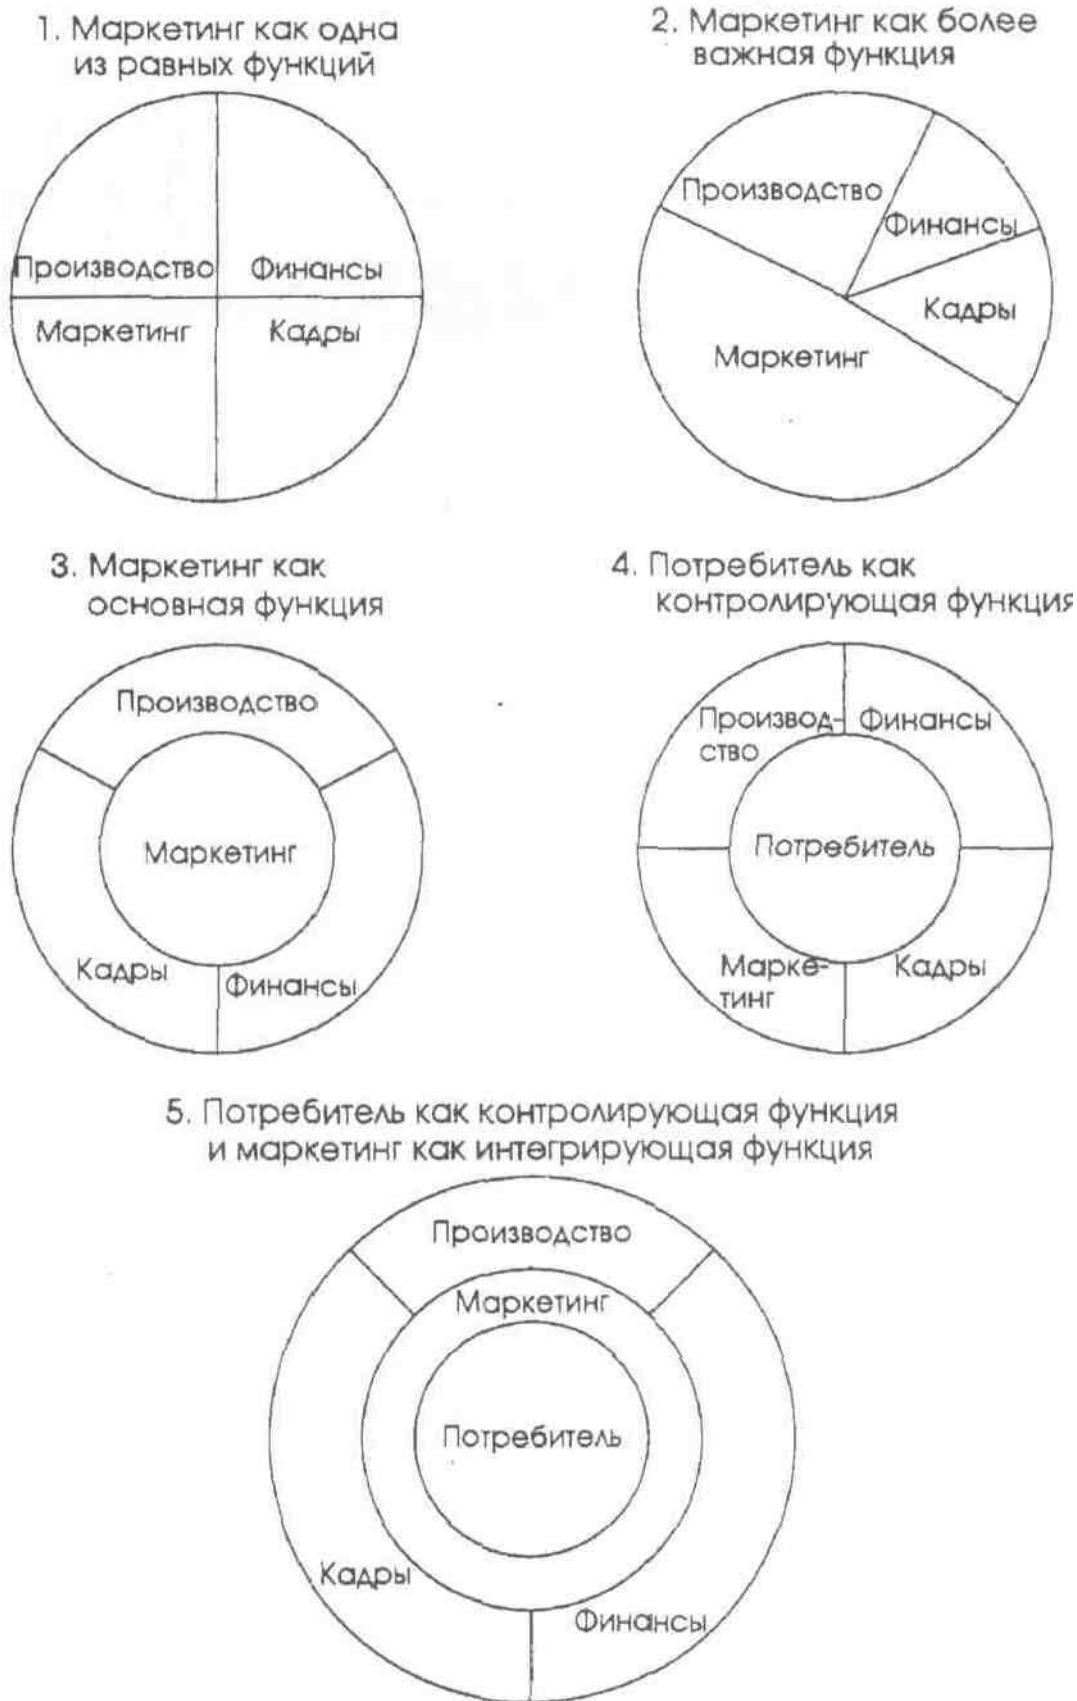 1. Маркетинг как одна
из равных функций
Производство
Финансы
Маркетинг
Кадры
2. Маркетинг как более
важная функция
Производство
Финансы
Кадры
Маркетинг
3. Маркетинг как
основная функция
Производство
Маркетинг
Кадры
Финансы
4. Потребитель как
контролирующая функция
Производ-
ство
Финансы
Потребитель
Марке-
тинг
Кадры
5. Потребитель как контролирующая функция
и маркетинг как интегрирующая функция
Производство
Маркетинг
Потребитель
Кадры
Финансы